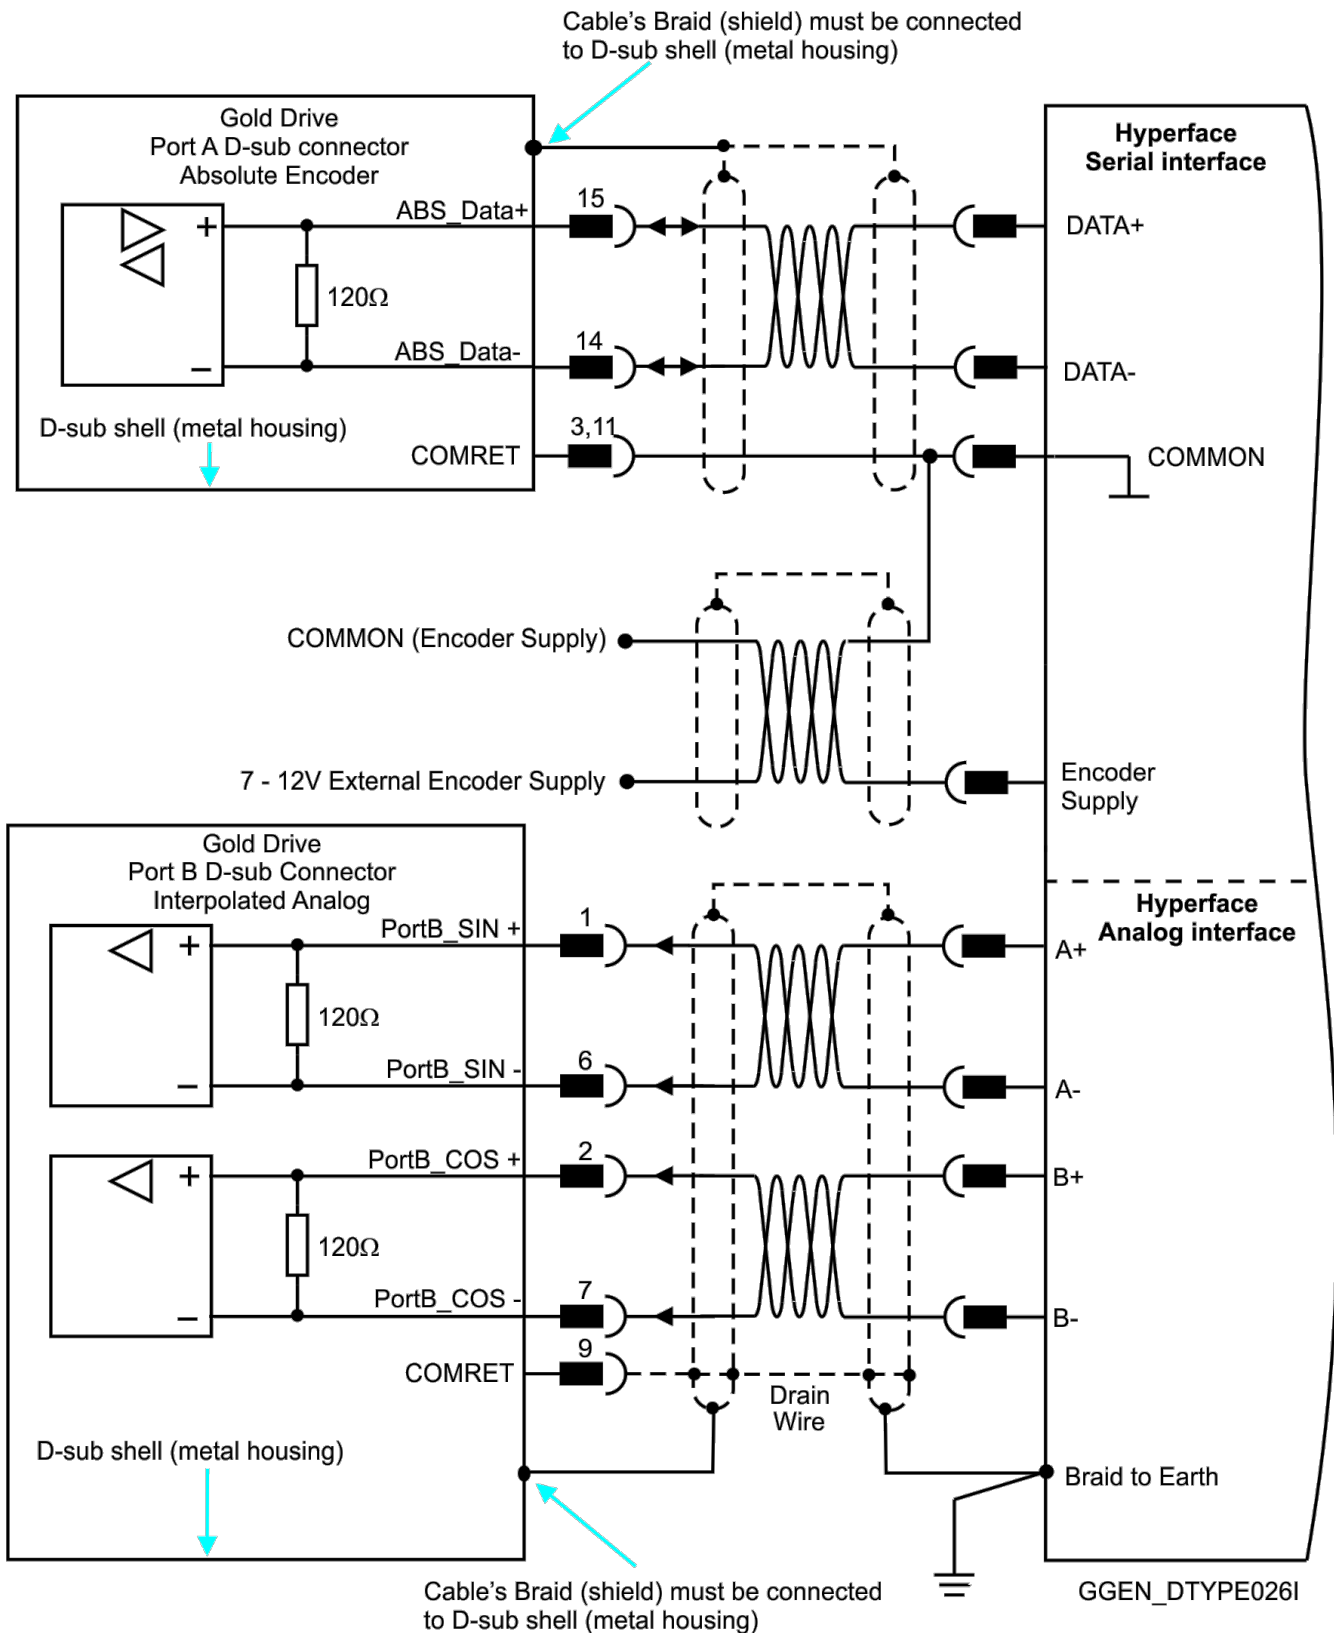 Cable's Braid (shield) must be connected
to D-sub shell (metal housing)
Gold Drive
Port A D-sub connector
Absolute Encoder
Hyperface
Serial interface
+
ABS_Data+
15
DATA+
120Ω
–
ABS_Data-
14
DATA-
D-sub shell (metal housing)
COMRET
3,11
COMMON
COMMON (Encoder Supply)
7 - 12V External Encoder Supply
Encoder
Supply
Gold Drive
Port B D-sub Connector
Interpolated Analog
Hyperface
Analog interface
+
PortB_SIN +
1
A+
120Ω
–
PortB_SIN -
6
A-
+
PortB_COS +
2
B+
120Ω
–
PortB_COS -
7
B-
COMRET
9
Drain
Wire
D-sub shell (metal housing)
Braid to Earth
Cable's Braid (shield) must be connected
to D-sub shell (metal housing)
GGEN_DTYPE026I